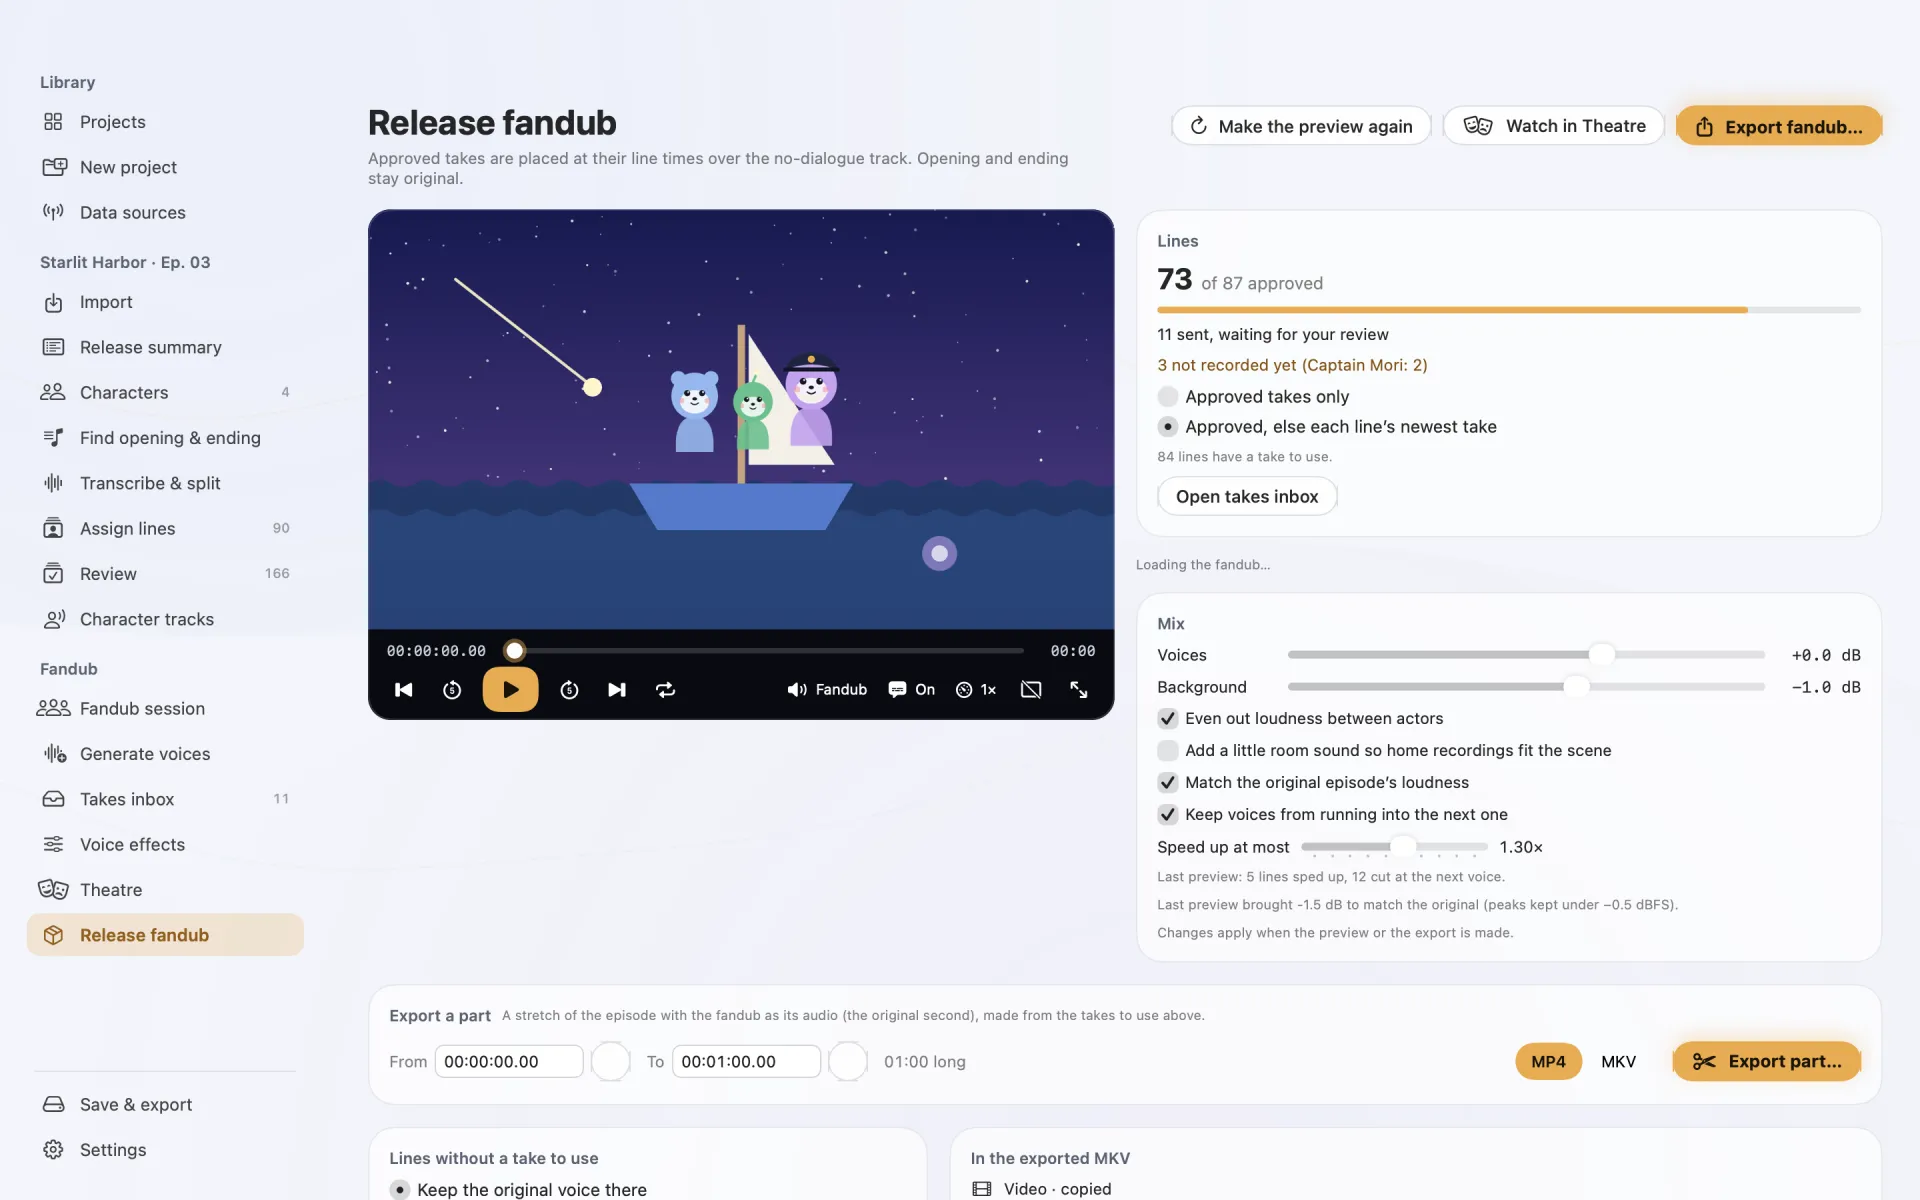 Library
Projects
New project
Data sources
Starlit Harbor · Ep. 03
Import
Release summary
Characters 4
Find opening & ending
Transcribe & split
Assign lines 90
Review 166
Character tracks
Fandub
Fandub session
Generate voices
Takes inbox 11
Voice effects
Theatre
Release fandub
Save & export
Settings
Release fandub
Approved takes are placed at their line times over the no-dialogue track. Opening and ending
stay original.
Make the preview again
Watch in Theatre
Export fandub...
00:00:00.00
00:00
5
5
Fandub
On
1x
Lines
73 of 87 approved
11 sent, waiting for your review
3 not recorded yet (Captain Mori: 2)
Approved takes only
Approved, else each line’s newest take
84 lines have a take to use.
Open takes inbox
Loading the fandub...
Mix
Voices +0.0 dB
Background −1.0 dB
Even out loudness between actors
Add a little room sound so home recordings fit the scene
Match the original episode’s loudness
Keep voices from running into the next one
Speed up at most 1.30×
Last preview: 5 lines sped up, 12 cut at the next voice.
Last preview brought -1.5 dB to match the original (peaks kept under −0.5 dBFS).
Changes apply when the preview or the export is made.
Export a part A stretch of the episode with the fandub as its audio (the original second), made from the takes to use above.
From 00:00:00.00 To 00:01:00.00 01:00 long
MP4 MKV Export part...
Lines without a take to use
Keep the original voice there
In the exported MKV
Video · copied